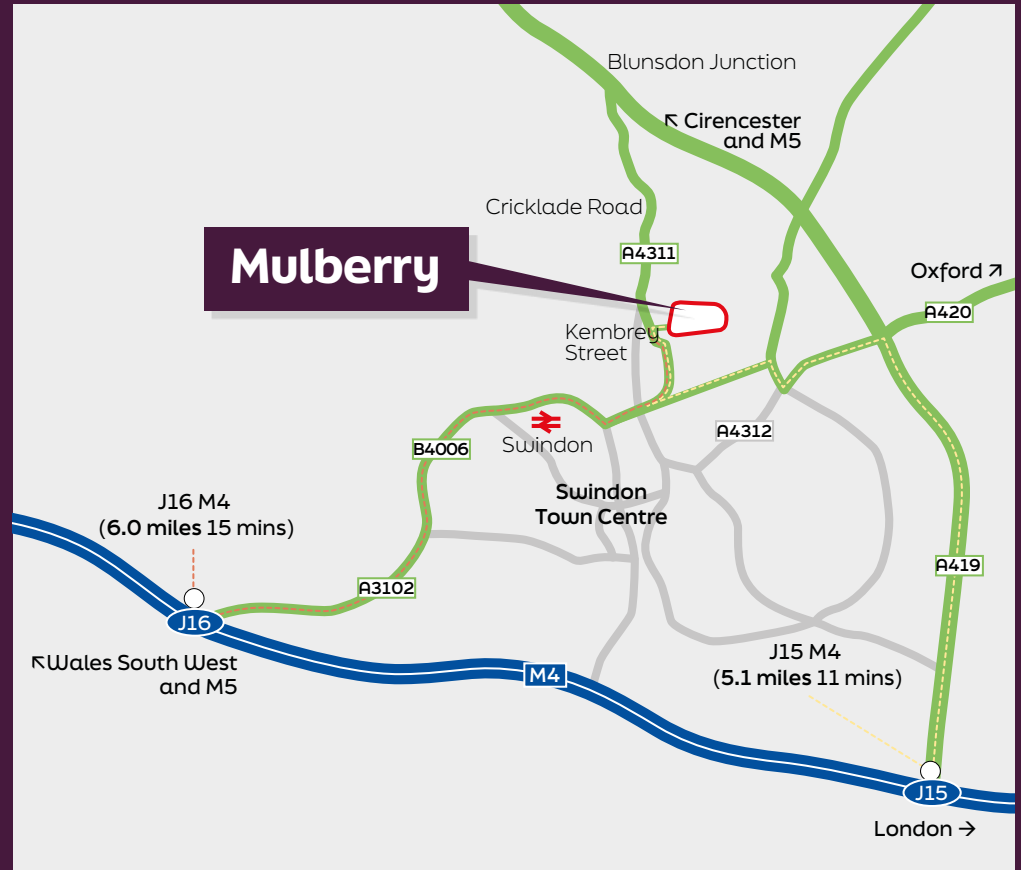 Blunsdon Junction
↖ Cirencester
and M5
Cricklade Road
A4311
Mulberry
Oxford ↗
A420
Kembrey
Street
A4312
B4006
Swindon
Swindon
Town Centre
J16 M4
(6.0 miles 15 mins)
A419
A3102
J16
↖Wales South West
and M5
M4
J15 M4
(5.1 miles 11 mins)
J15
London →